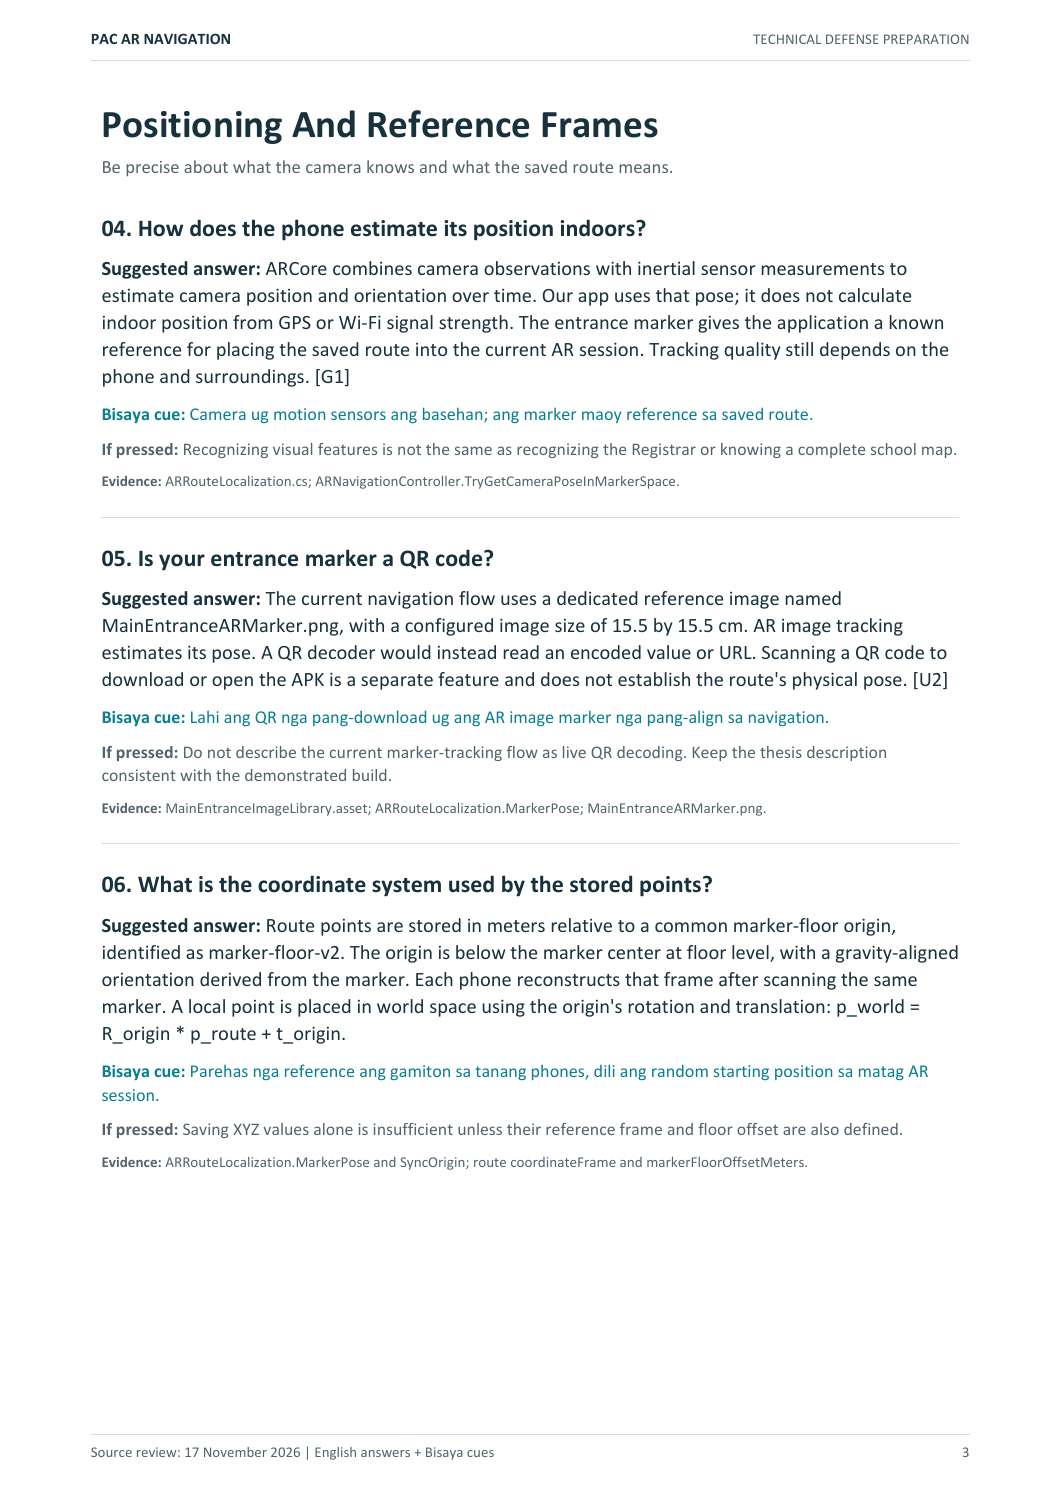 PAC AR NAVIGATION
TECHNICAL DEFENSE PREPARATION
Positioning And Reference Frames
Be precise about what the camera knows and what the saved route means.
04. How does the phone estimate its position indoors?
Suggested answer: ARCore combines camera observations with inertial sensor measurements to
estimate camera position and orientation over time. Our app uses that pose; it does not calculate
indoor position from GPS or Wi-Fi signal strength. The entrance marker gives the application a known
reference for placing the saved route into the current AR session. Tracking quality still depends on the
phone and surroundings. [G1]
Bisaya cue: Camera ug motion sensors ang basehan; ang marker maoy reference sa saved route.
If pressed: Recognizing visual features is not the same as recognizing the Registrar or knowing a complete school map.
Evidence: ARRouteLocalization.cs; ARNavigationController.TryGetCameraPoseInMarkerSpace.
05. Is your entrance marker a QR code?
Suggested answer: The current navigation flow uses a dedicated reference image named
MainEntranceARMarker.png, with a configured image size of 15.5 by 15.5 cm. AR image tracking
estimates its pose. A QR decoder would instead read an encoded value or URL. Scanning a QR code to
download or open the APK is a separate feature and does not establish the route's physical pose. [U2]
Bisaya cue: Lahi ang QR nga pang-download ug ang AR image marker nga pang-align sa navigation.
If pressed: Do not describe the current marker-tracking flow as live QR decoding. Keep the thesis description
consistent with the demonstrated build.
Evidence: MainEntranceImageLibrary.asset; ARRouteLocalization.MarkerPose; MainEntranceARMarker.png.
06. What is the coordinate system used by the stored points?
Suggested answer: Route points are stored in meters relative to a common marker-floor origin,
identified as marker-floor-v2. The origin is below the marker center at floor level, with a gravity-aligned
orientation derived from the marker. Each phone reconstructs that frame after scanning the same
marker. A local point is placed in world space using the origin's rotation and translation: p_world =
R_origin * p_route + t_origin.
Bisaya cue: Parehas nga reference ang gamiton sa tanang phones, dili ang random starting position sa matag AR
session.
If pressed: Saving XYZ values alone is insufficient unless their reference frame and floor offset are also defined.
Evidence: ARRouteLocalization.MarkerPose and SyncOrigin; route coordinateFrame and markerFloorOffsetMeters.
Source review: 17 November 2026 | English answers + Bisaya cues
3